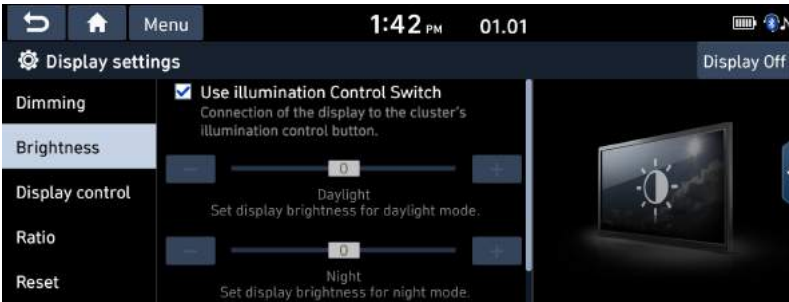 Menu
1:42 PM 01.01
Display settings
Display Off
Dimming
Brightness
Display control
Ratio
Reset
Use illumination Control Switch
Connection of the display to the cluster's
illumination control button.
0
Daylight
Set display brightness for daylight mode.
0
Night
Set display brightness for night mode.